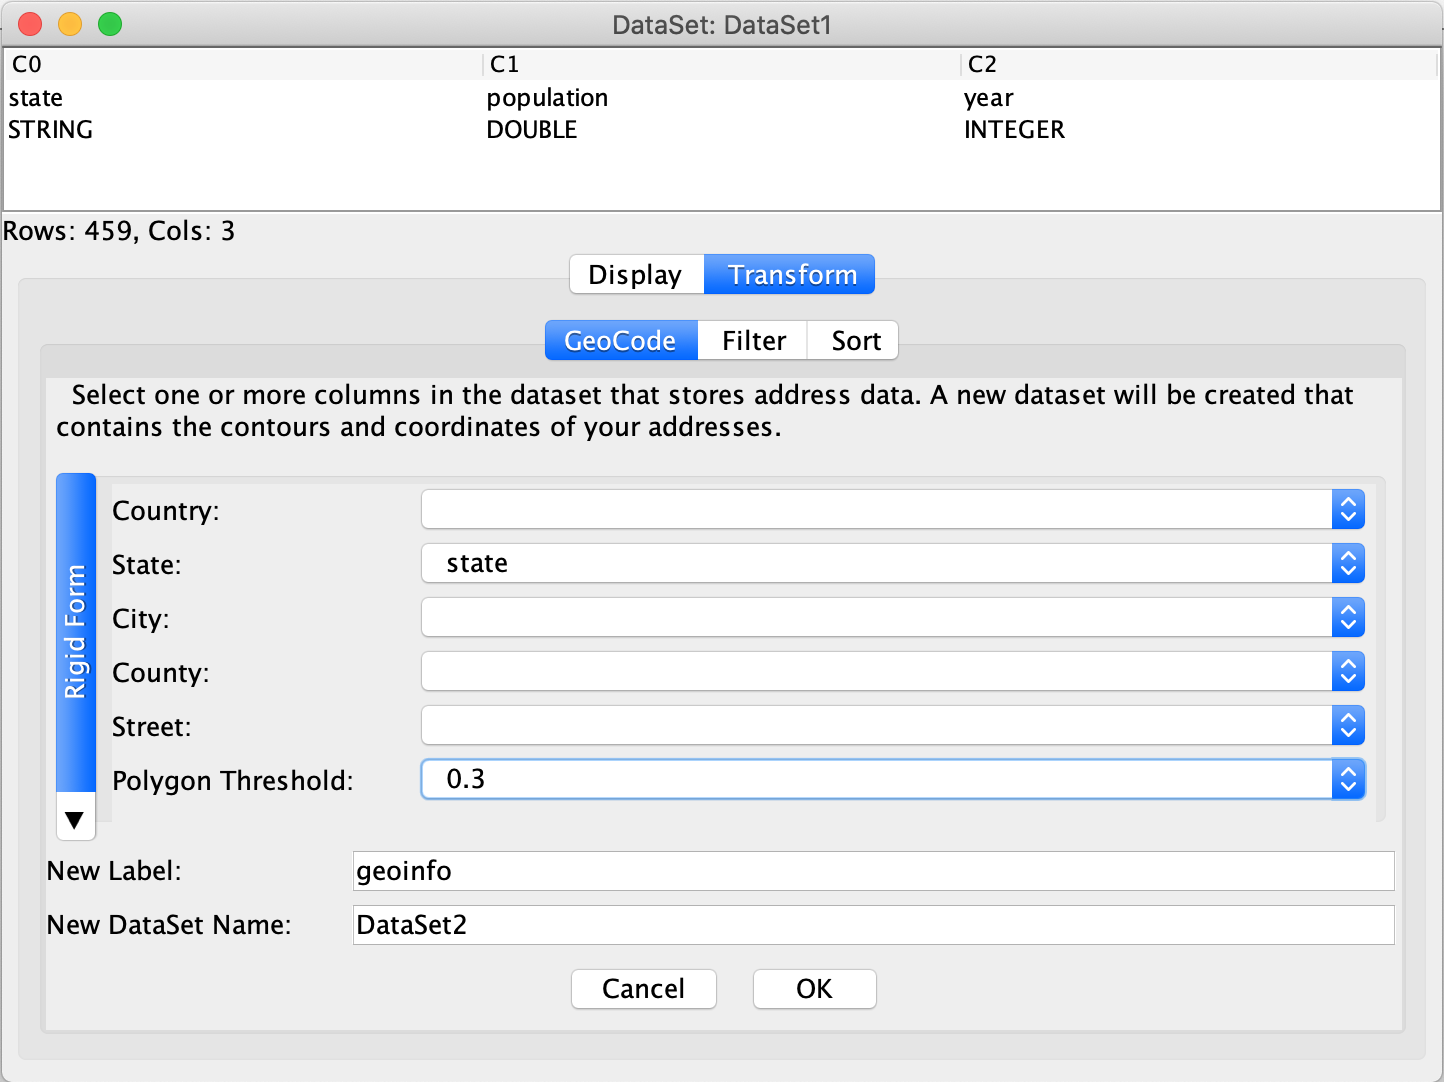 DataSet: DataSet1
C0 C1 C2
state population year
STRING DOUBLE INTEGER
Rows: 459, Cols: 3
Display Transform
GeoCode Filter Sort
Select one or more columns in the dataset that stores address data. A new dataset will be created that
contains the contours and coordinates of your addresses.
Rigid Form
Country:
State: state
City:
County:
Street:
Polygon Threshold: 0.3
New Label: geoinfo
New DataSet Name: DataSet2
Cancel OK